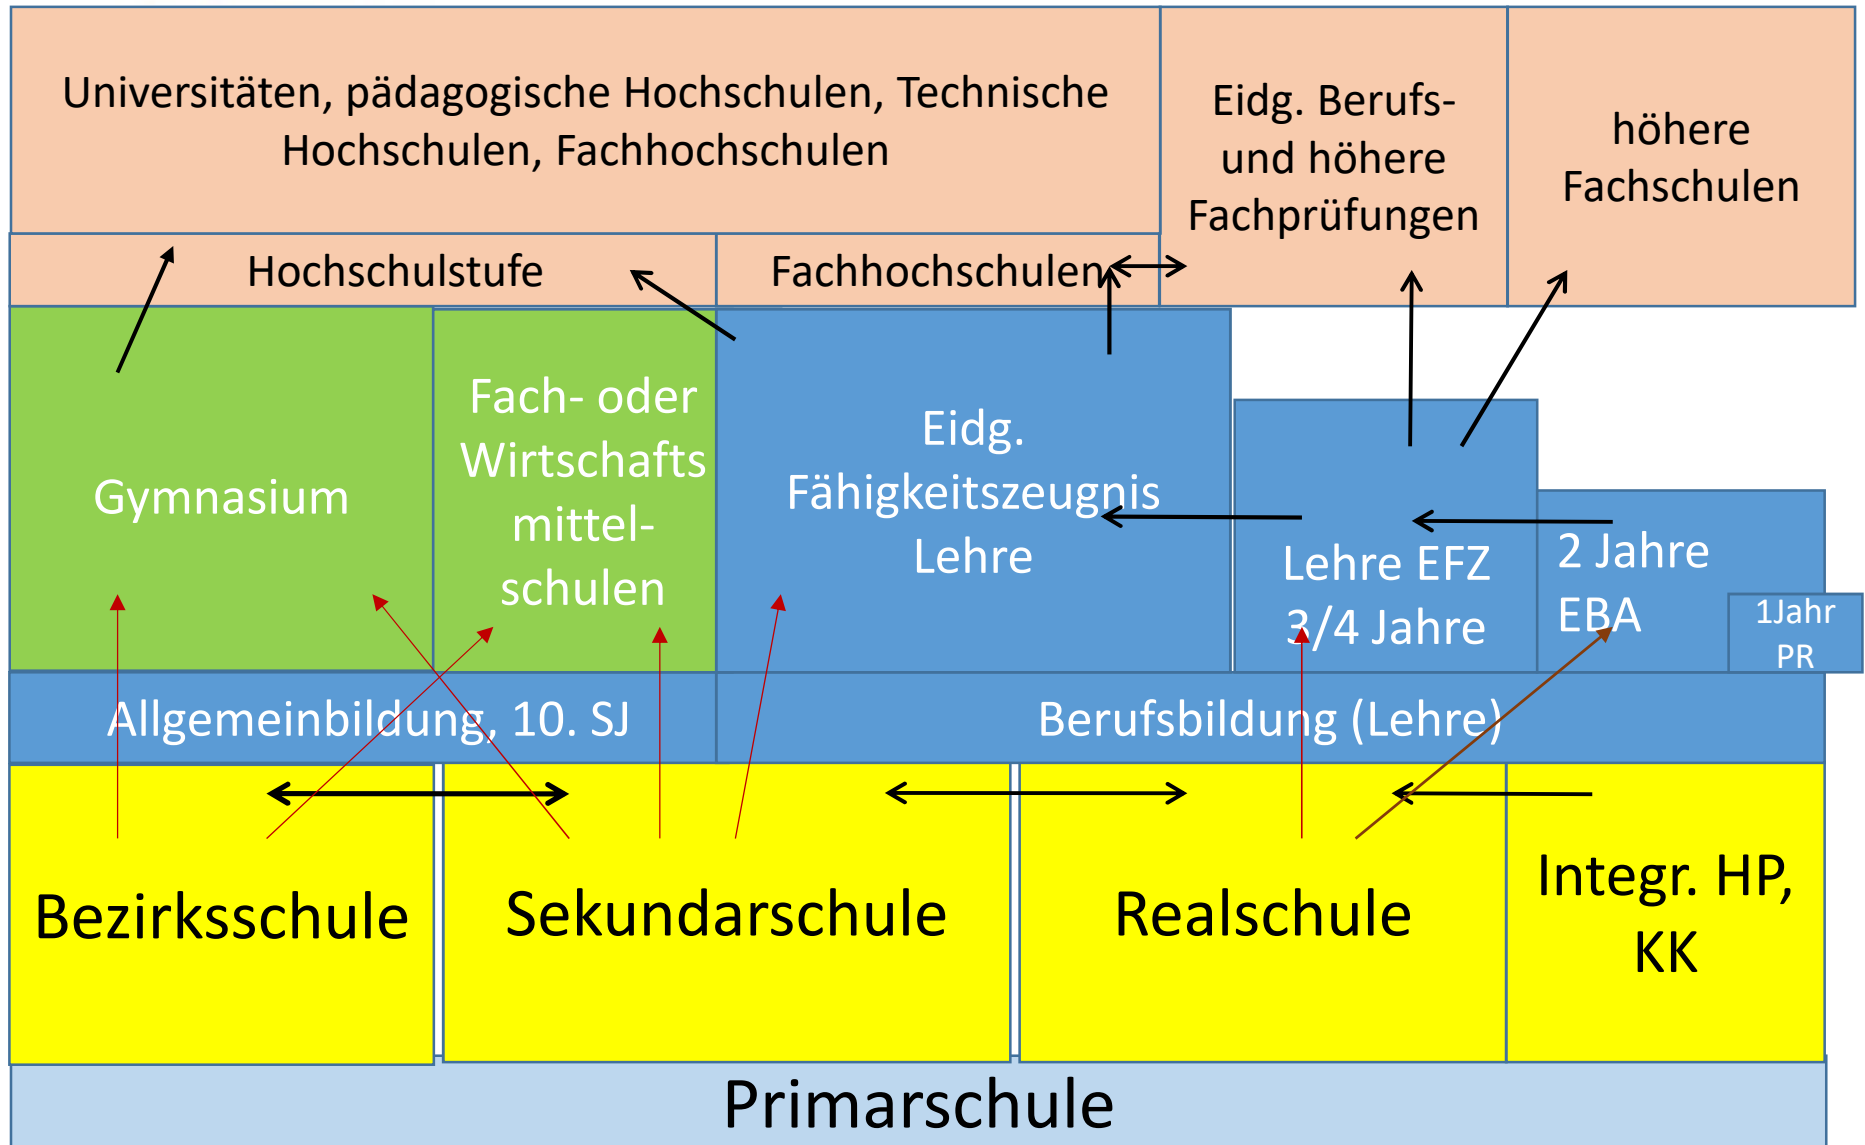 Universitäten, pädagogische Hochschulen, Technische
Hochschulen, Fachhochschulen
Eidg. Berufs-
und höhere
Fachprüfungen
höhere
Fachschulen
Hochschulstufe
Fachhochschulen
Gymnasium
Fach- oder
Wirtschafts
mittel-
schulen
Eidg.
Fähigkeitszeugnis
Lehre
Lehre EFZ
3/4 Jahre
2 Jahre
EBA
1Jahr
PR
Allgemeinbildung, 10. SJ
Berufsbildung (Lehre)
Bezirksschule
Sekundarschule
Realschule
Integr. HP,
KK
Primarschule